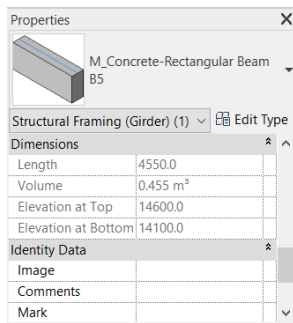 Properties
M_Concrete-Rectangular Beam
B5
Structural Framing (Girder) (1) Edit Type
Dimensions
Length 4550.0
Volume 0.455 m³
Elevation at Top 14600.0
Elevation at Bottom 14100.0
Identity Data
Image
Comments
Mark